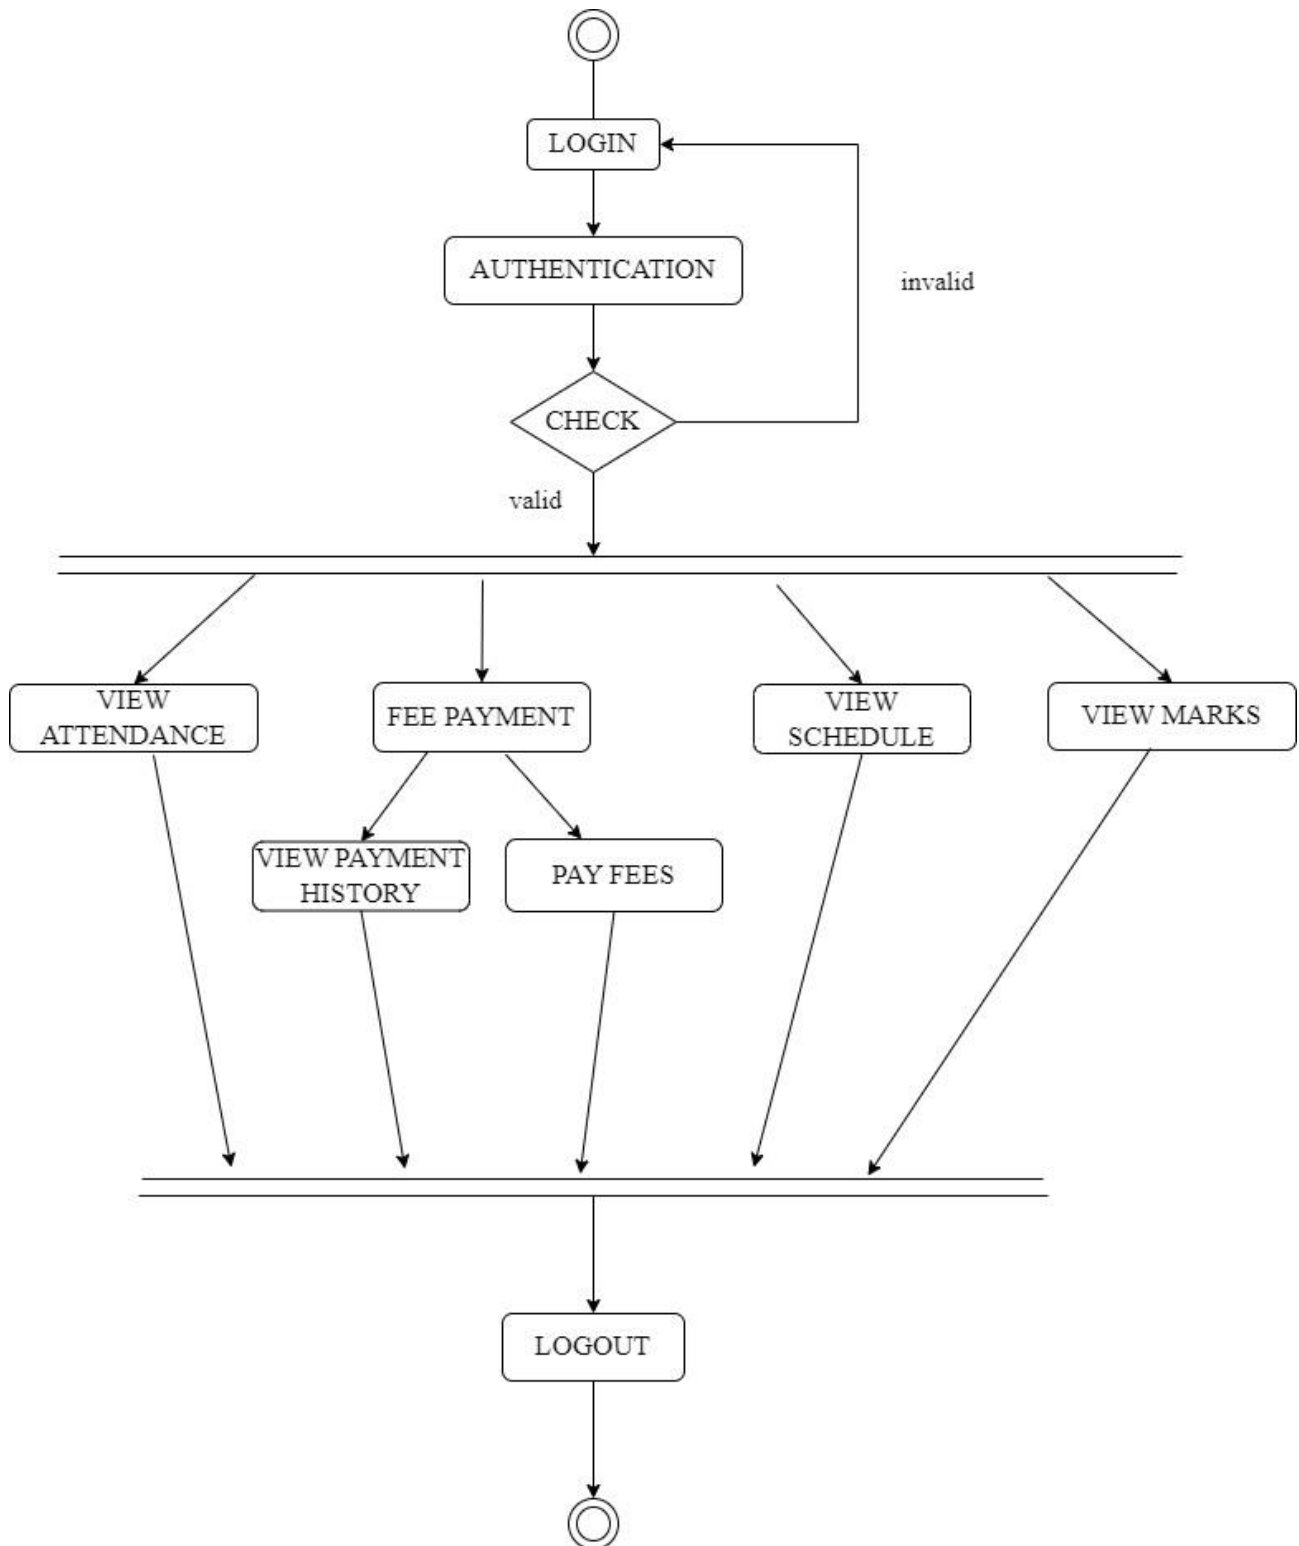 LOGIN
AUTHENTICATION
invalid
CHECK
valid
VIEW
ATTENDANCE
FEE PAYMENT
VIEW
SCHEDULE
VIEW MARKS
VIEW PAYMENT
HISTORY
PAY FEES
LOGOUT